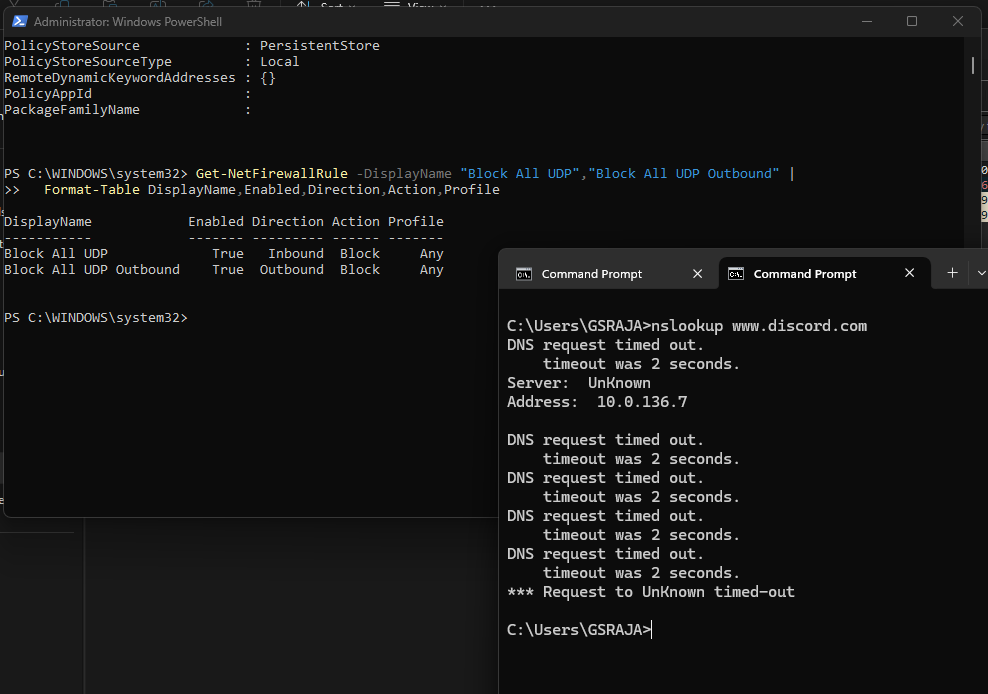 Administrator: Windows PowerShell
PolicyStoreSource             : PersistentStore
PolicyStoreSourceType         : Local
RemoteDynamicKeywordAddresses : {}
PolicyAppId                   :
PackageFamilyName             :
PS C:\WINDOWS\system32> Get-NetFirewallRule -DisplayName "Block All UDP","Block All UDP Outbound" |
>>   Format-Table DisplayName,Enabled,Direction,Action,Profile
DisplayName            Enabled Direction Action Profile
-----------            ------- --------- ------ -------
Block All UDP             True   Inbound  Block     Any
Block All UDP Outbound    True  Outbound  Block     Any
PS C:\WINDOWS\system32>
Command Prompt
Command Prompt
C:\Users\GSRAJA>nslookup www.discord.com
DNS request timed out.
    timeout was 2 seconds.
Server:  UnKnown
Address:  10.0.136.7
DNS request timed out.
    timeout was 2 seconds.
DNS request timed out.
    timeout was 2 seconds.
DNS request timed out.
    timeout was 2 seconds.
DNS request timed out.
    timeout was 2 seconds.
*** Request to UnKnown timed-out
C:\Users\GSRAJA>